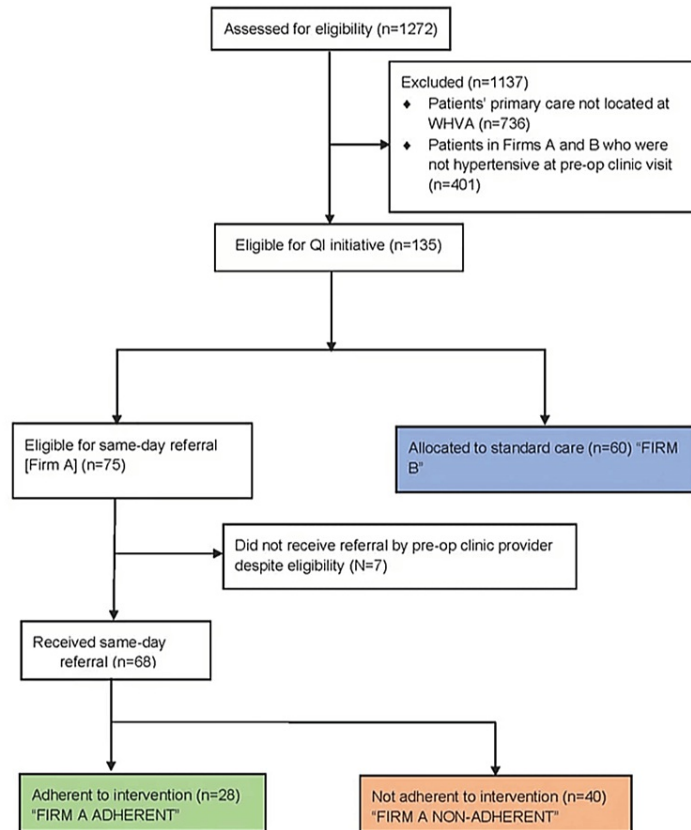 Assessed for eligibility (n=1272)
Excluded (n=1137)
♦ Patients' primary care not located at
WHVA (n=736)
♦ Patients in Firms A and B who were
not hypertensive at pre-op clinic visit
(n=401)
Eligible for QI initiative (n=135)
Eligible for same-day referral
[Firm A] (n=75)
Allocated to standard care (n=60) "FIRM
B"
Did not receive referral by pre-op clinic provider
despite eligibility (N=7)
Received same-day
referral (n=68)
Adherent to intervention (n=28)
"FIRM A ADHERENT"
Not adherent to intervention (n=40)
"FIRM A NON-ADHERENT"